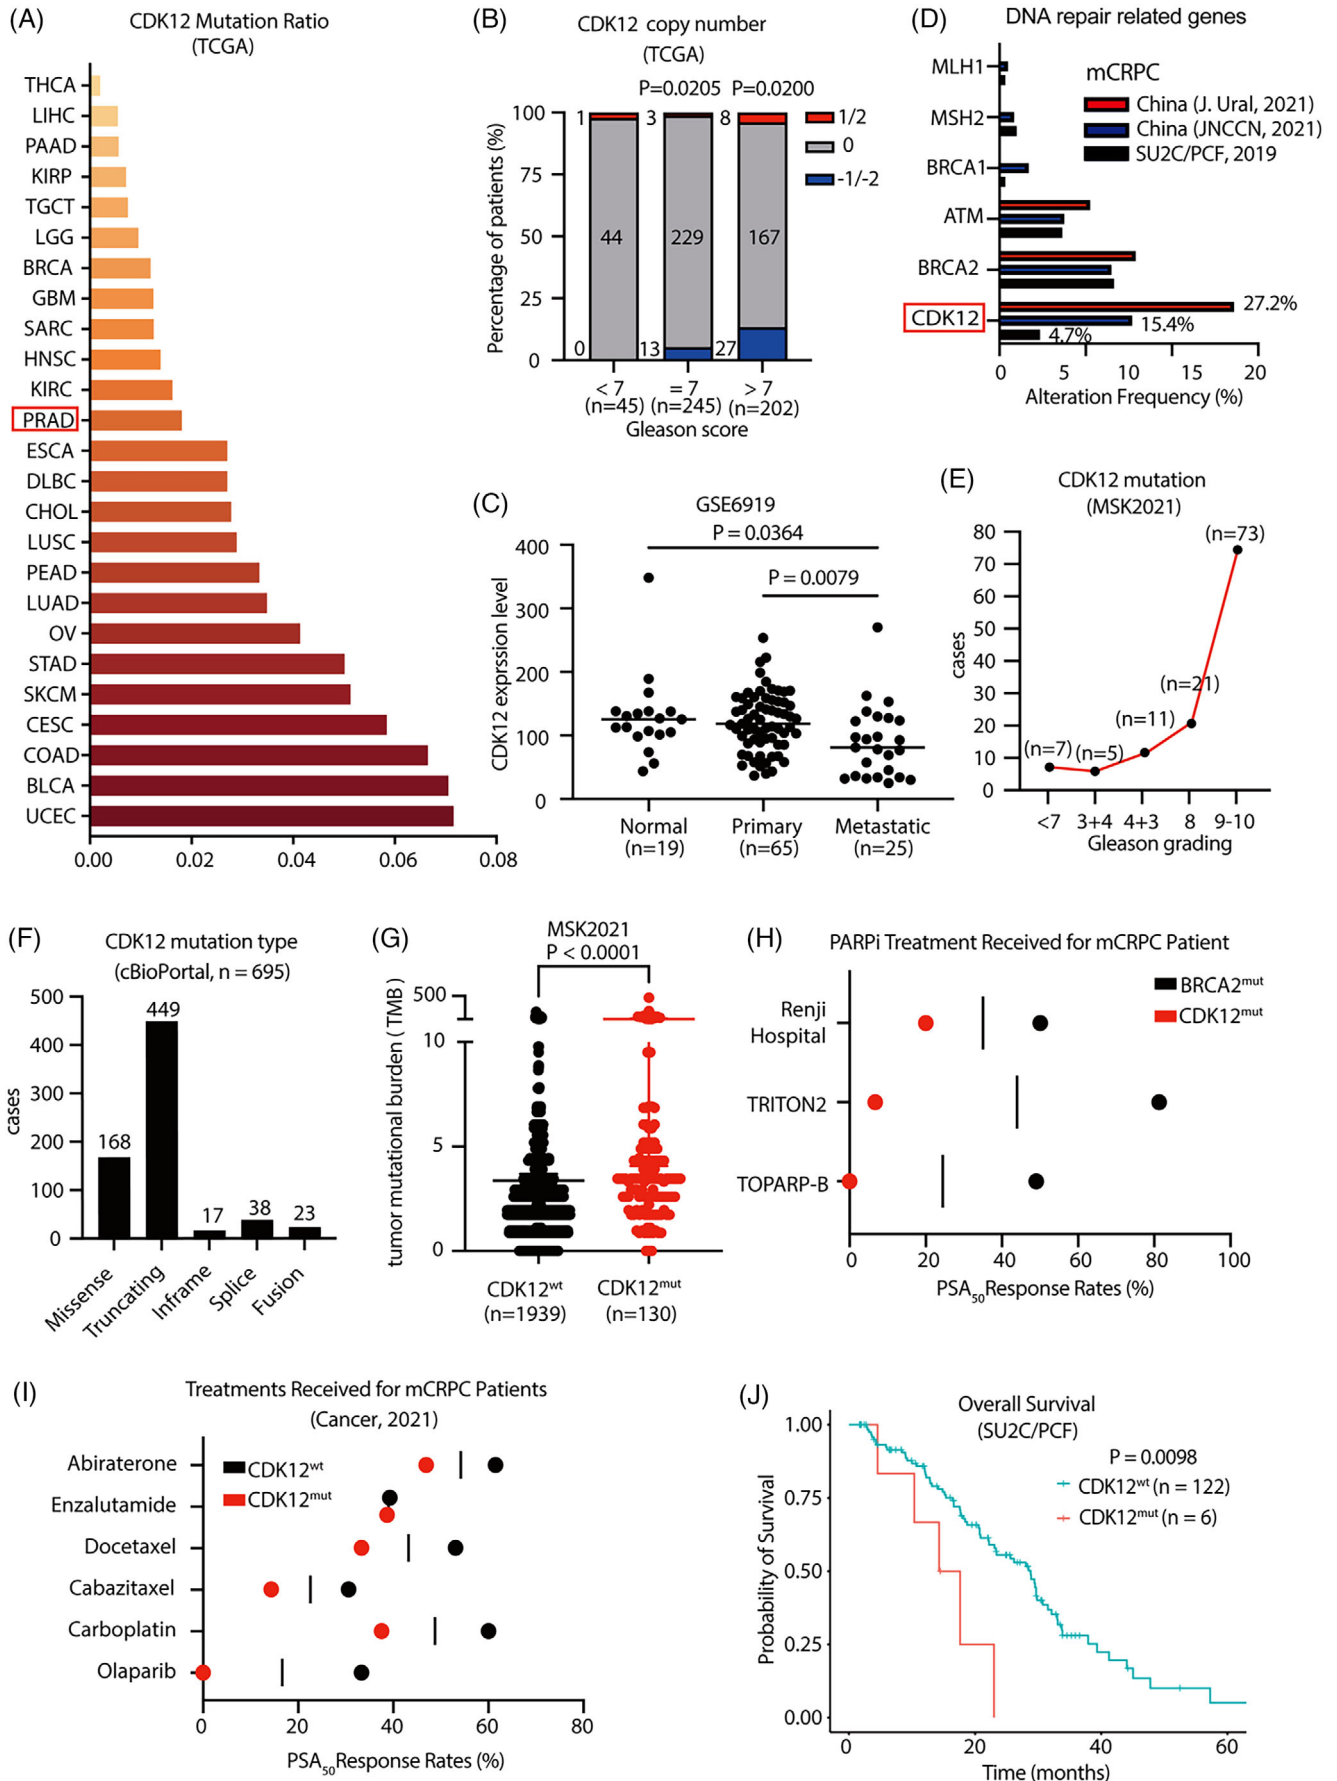 (A)
CDK12 Mutation Ratio
(TCGA)
THCA
LIHC
PAAD
KIRP
TGCT
LGG
BRCA
GBM
SARC
HNSC
KIRC
PRAD
ESCA
DLBC
CHOL
LUSC
PEAD
LUAD
OV
STAD
SKCM
CESC
COAD
BLCA
UCEC
0.00 0.02 0.04 0.06 0.08
(B)
CDK12 copy number
(TCGA)
P=0.0205 P=0.0200
Percentage of patients (%)
100
75
50
25
0
1 3 8
44 229 167
0 13 27
1/2
0
-1/-2
< 7 = 7 > 7
(n=45) (n=245) (n=202)
Gleason score
(C)
GSE6919
P = 0.0364
P = 0.0079
CDK12 exprssion level
400
300
200
100
0
Normal Primary Metastatic
(n=19) (n=65) (n=25)
(D)
DNA repair related genes
MLH1
MSH2
BRCA1
ATM
BRCA2
CDK12
mCRPC
China (J. Ural, 2021)
China (JNCCN, 2021)
SU2C/PCF, 2019
27.2%
15.4%
4.7%
0 5 10 15 20
Alteration Frequency (%)
(E)
CDK12 mutation
(MSK2021)
cases
80
70
60
50
40
30
20
10
0
(n=7) (n=5) (n=11) (n=21) (n=73)
<7 3+4 4+3 8 9-10
Gleason grading
(F)
CDK12 mutation type
(cBioPortal, n = 695)
cases
500
400
300
200
100
0
168 449 17 38 23
Missense
Truncating
Inframe
Splice
Fusion
(G)
MSK2021
P < 0.0001
tumor mutational burden ( TMB )
500
10
5
0
CDK12wt CDK12mut
(n=1939) (n=130)
(H)
PARPi Treatment Received for mCRPC Patient
BRCA2mut
CDK12mut
Renji
Hospital
TRITON2
TOPARP-B
0 20 40 60 80 100
PSA50Response Rates (%)
(I)
Treatments Received for mCRPC Patients
(Cancer, 2021)
CDK12wt
CDK12mut
Abiraterone
Enzalutamide
Docetaxel
Cabazitaxel
Carboplatin
Olaparib
0 20 40 60 80
PSA50Response Rates (%)
(J)
Overall Survival
(SU2C/PCF)
P = 0.0098
CDK12wt (n = 122)
CDK12mut (n = 6)
Probability of Survival
1.00
0.75
0.50
0.25
0.00
0 20 40 60
Time (months)